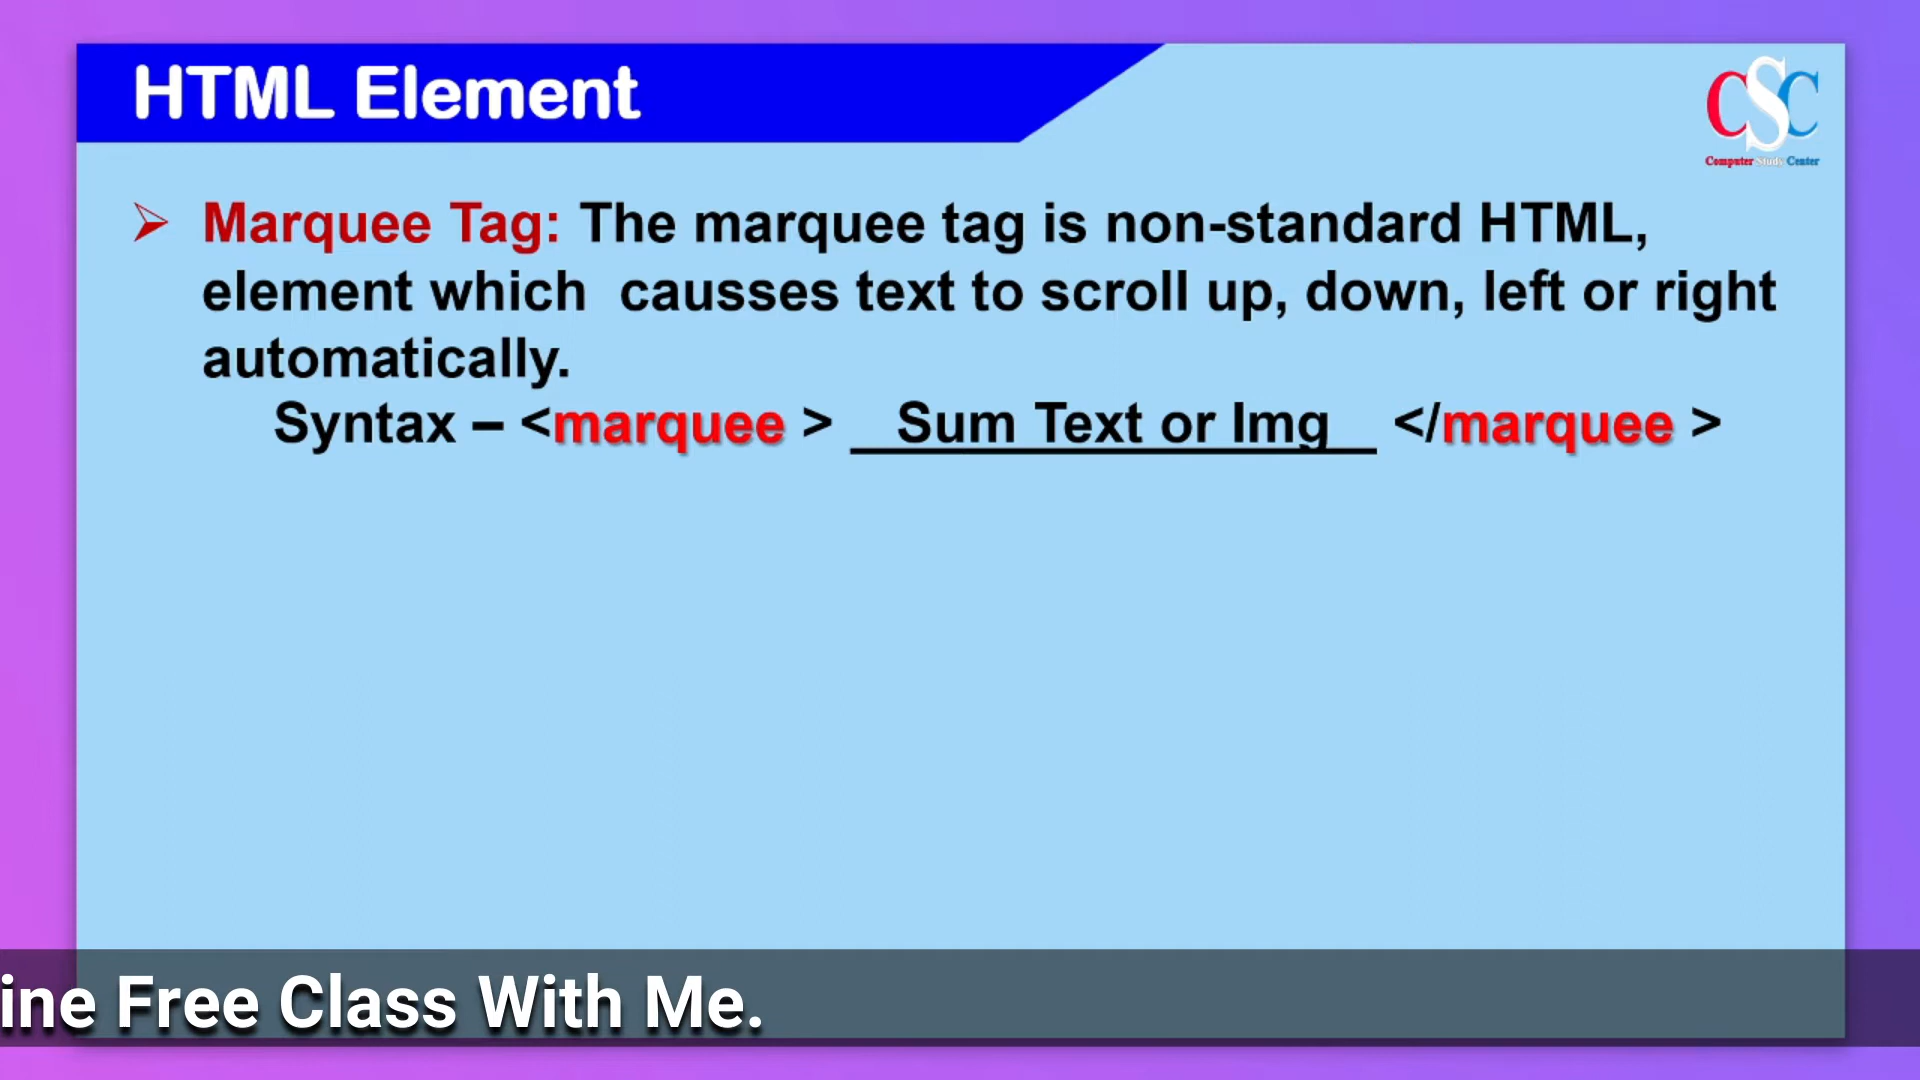 HTML Element
CSC
Computer Study Center
➢ Marquee Tag: The marquee tag is non-standard HTML,
element which causses text to scroll up, down, left or right
automatically.
Syntax – <marquee > Sum Text or Img </marquee >
ine Free Class With Me.